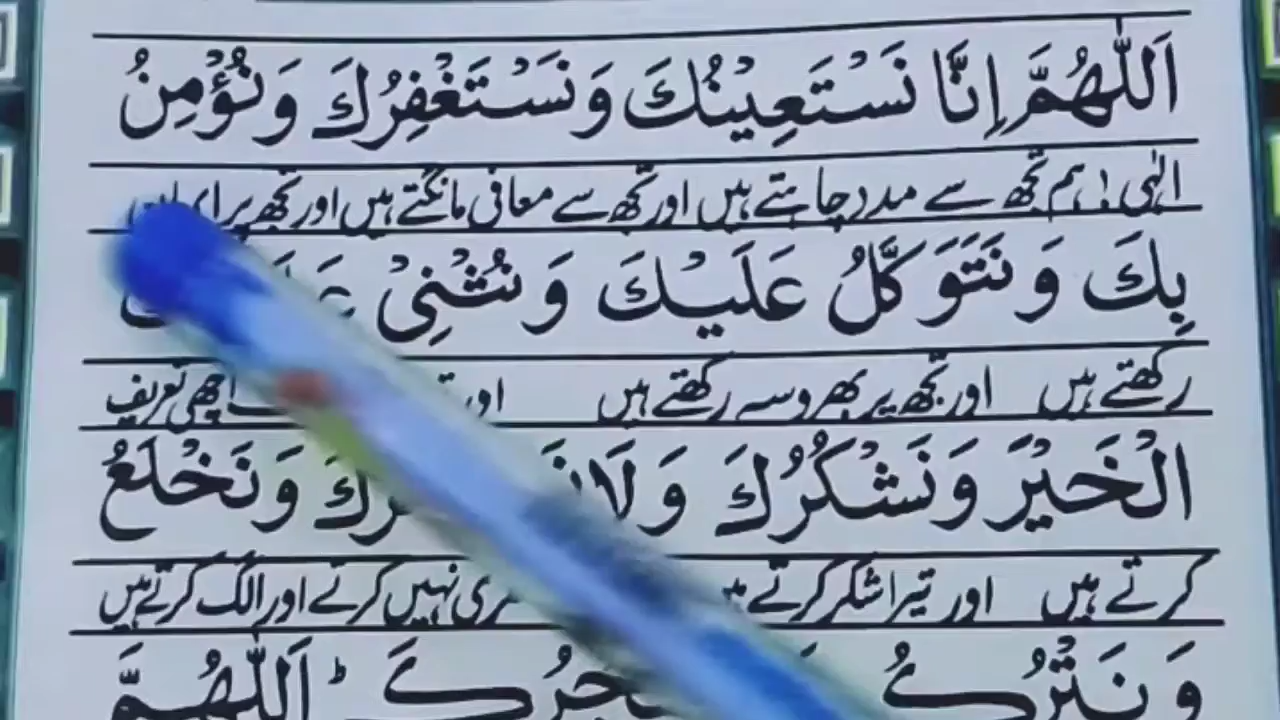 اَللّٰهُمَّ اِنَّا نَسْتَعِيْنُكَ وَنَسْتَغْفِرُكَ وَنُؤْمِنُ
الٰہی! ہم تجھ سے مدد چاہتے ہیں اور تجھ سے معافی مانگتے ہیں اور تجھ پر
بِكَ وَ نَتَوَكَّلُ عَلَيْكَ وَ نُثْنِيْ
رکھتے ہیں اور تجھ پر بھروسہ رکھتے ہیں اچھی تعریف
الْخَيْرَ وَنَشْكُرُكَ وَ لَا وَ نَخْلَعُ
کرتے ہیں اور تیرا شکر کرتے نہیں کرتے اور الگ کرتے ہیں
وَ نَتْرُكُ اَللّٰهُمَّ